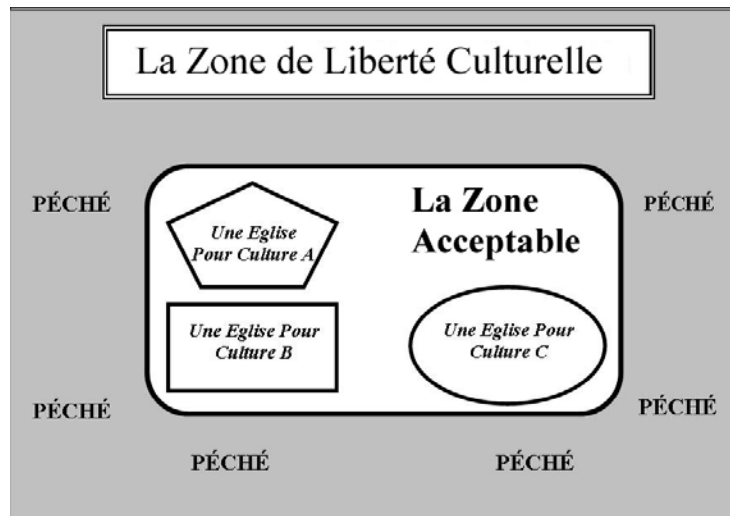 La Zone de Liberté Culturelle
PÉCHÉ
PÉCHÉ
La Zone
Acceptable
Une Eglise
Pour Culture A
Une Eglise Pour
Culture B
Une Eglise Pour
Culture C
PÉCHÉ
PÉCHÉ
PÉCHÉ
PÉCHÉ